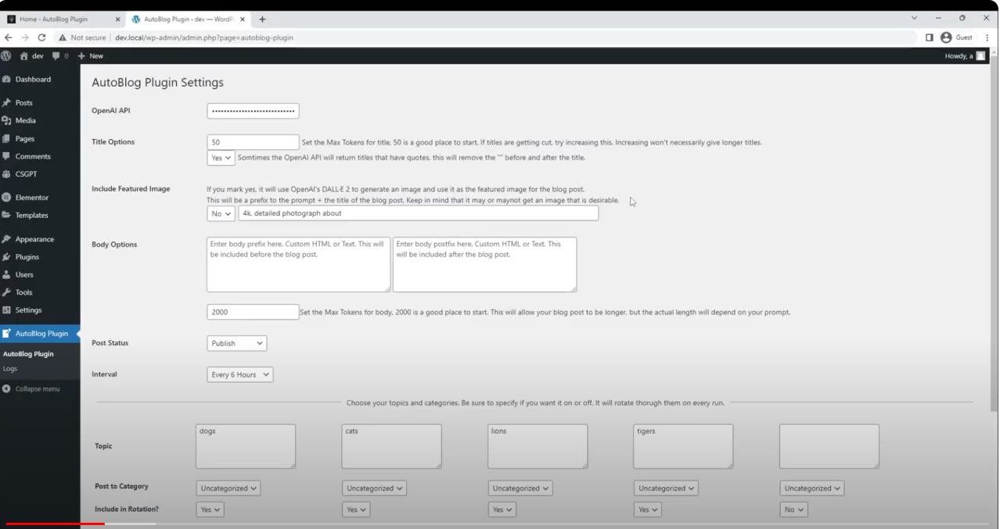 Home - AutoBlog Plugin
AutoBlog Plugin ‹ dev — WordPr
Not secure
dev.local/wp-admin/admin.php?page=autoblog-plugin
Guest
dev
0
New
Howdy, a
Dashboard
Posts
Media
Pages
Comments
CSGPT
Elementor
Templates
Appearance
Plugins
Users
Tools
Settings
AutoBlog Plugin
AutoBlog Plugin
Logs
Collapse menu
AutoBlog Plugin Settings
OpenAI API
Title Options
50
Set the Max Tokens for title, 50 is a good place to start. If titles are getting cut, try increasing this. Increasing won't necessarily give longer titles.
Yes
Somtimes the OpenAI API will return titles that have quotes, this will remove the "" before and after the title.
Include Featured Image
If you mark yes, it will use OpenAI's DALL-E 2 to generate an image and use it as the featured image for the blog post.
This will be a prefix to the prompt + the title of the blog post. Keep in mind that it may or maynot get an image that is desirable.
No
4k, detailed photograph about
Body Options
Enter body prefix here, Custom HTML or Text. This will
be included before the blog post.
Enter body postfix here, Custom HTML or Text. This
will be included after the blog post.
2000
Set the Max Tokens for body, 2000 is a good place to start. This will allow your blog post to be longer, but the actual length will depend on your prompt.
Post Status
Publish
Interval
Every 6 Hours
Choose your topics and categories. Be sure to specify if you want it on or off. It will rotate thorugh them on every run.
Topic
dogs
cats
lions
tigers
Post to Category
Uncategorized
Uncategorized
Uncategorized
Uncategorized
Uncategorized
Include in Rotation?
Yes
Yes
Yes
Yes
No